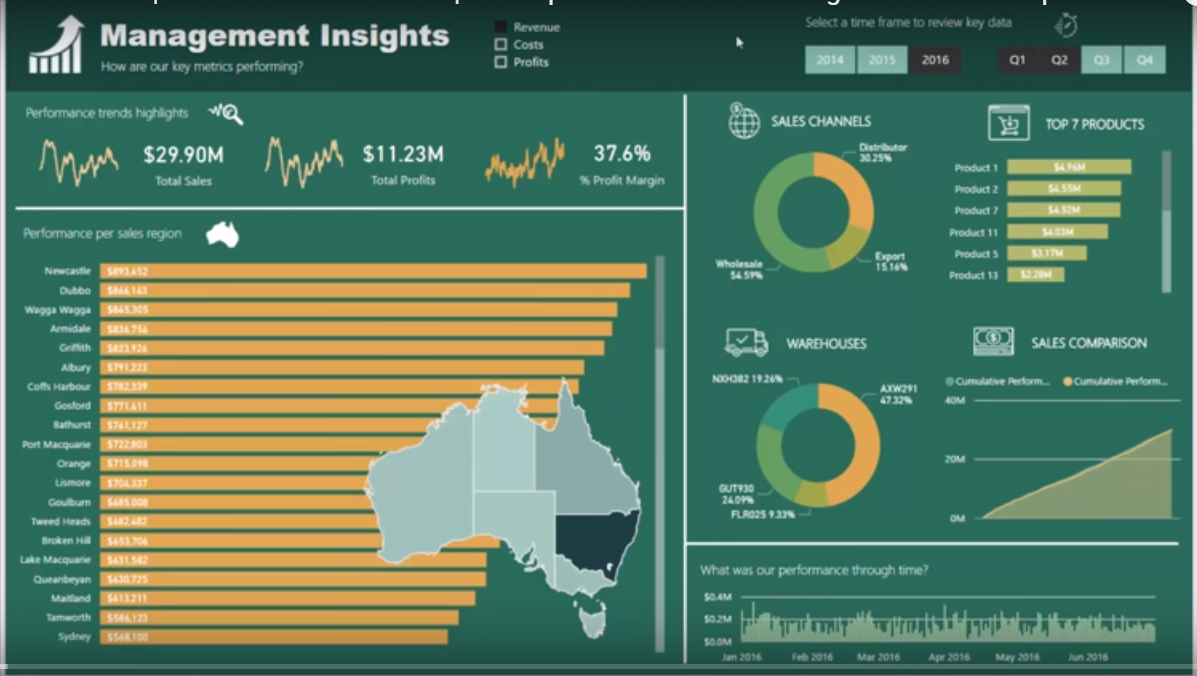 Management Insights
How are our key metrics performing?
Revenue
Costs
Profits
Select a time frame to review key data
2014 2015 2016 Q1 Q2 Q3 Q4
Performance trends highlights
$29.90M
Total Sales
$11.23M
Total Profits
37.6%
% Profit Margin
Performance per sales region
Newcastle $893,452
Dubbo $866,143
Wagga Wagga $845,305
Armidale $836,756
Griffith $823,926
Albury $791,223
Coffs Harbour $782,339
Gosford $771,411
Bathurst $761,127
Port Macquarie $722,803
Orange $715,098
Lismore $704,337
Goulburn $685,008
Tweed Heads $682,482
Broken Hill $653,706
Lake Macquarie $631,582
Queanbeyan $630,725
Maitland $613,211
Tamworth $586,123
Sydney $568,100
SALES CHANNELS
Distributor
30.25%
Export
15.16%
Wholesale
54.59%
TOP 7 PRODUCTS
Product 1 $4.96M
Product 2 $4.55M
Product 7 $4.52M
Product 11 $4.03M
Product 5 $3.17M
Product 13 $2.28M
WAREHOUSES
NXH382 19.26%
AXW291
47.32%
GUT930
24.09%
FLR025 9.33%
SALES COMPARISON
Cumulative Perform... Cumulative Perform...
40M
20M
0M
What was our performance through time?
$0.4M
$0.2M
$0.0M
Jan 2016 Feb 2016 Mar 2016 Apr 2016 May 2016 Jun 2016